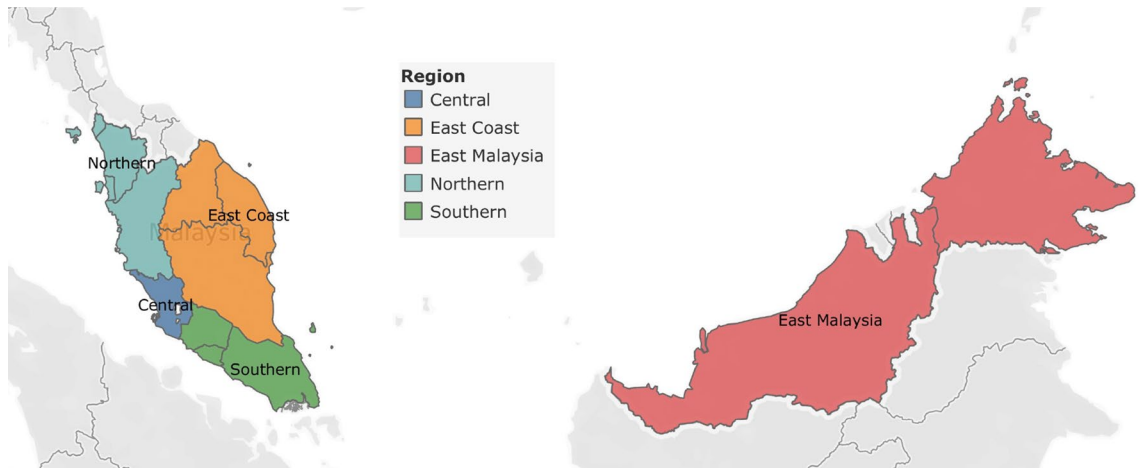 Region
Central
East Coast
East Malaysia
Northern
Southern
Northern
East Coast
Malaysia
Central
Southern
East Malaysia